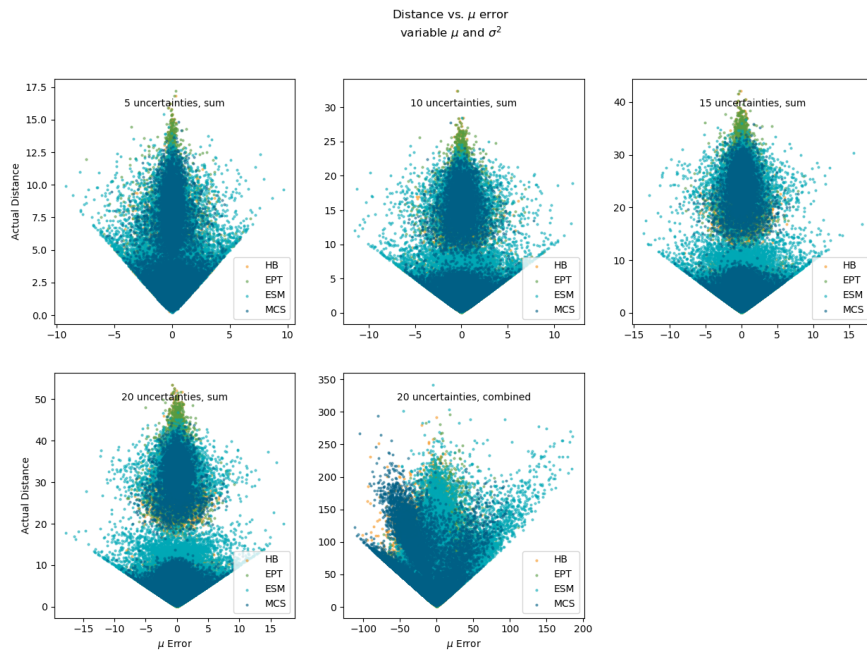 Distance vs. μ error
variable μ and σ²
17.5
15.0
12.5
10.0
7.5
5.0
2.5
0.0
Actual Distance
5 uncertainties, sum
HB
EPT
ESM
MCS
−10 −5 0 5 10
30
25
20
15
10
5
0
10 uncertainties, sum
HB
EPT
ESM
MCS
−10 −5 0 5 10
40
30
20
10
0
15 uncertainties, sum
HB
EPT
ESM
MCS
−15 −10 −5 0 5 10 15
50
40
30
20
10
0
Actual Distance
20 uncertainties, sum
HB
EPT
ESM
MCS
−15 −10 −5 0 5 10 15
μ Error
350
300
250
200
150
100
50
0
20 uncertainties, combined
HB
EPT
ESM
MCS
−100 −50 0 50 100 150 200
μ Error